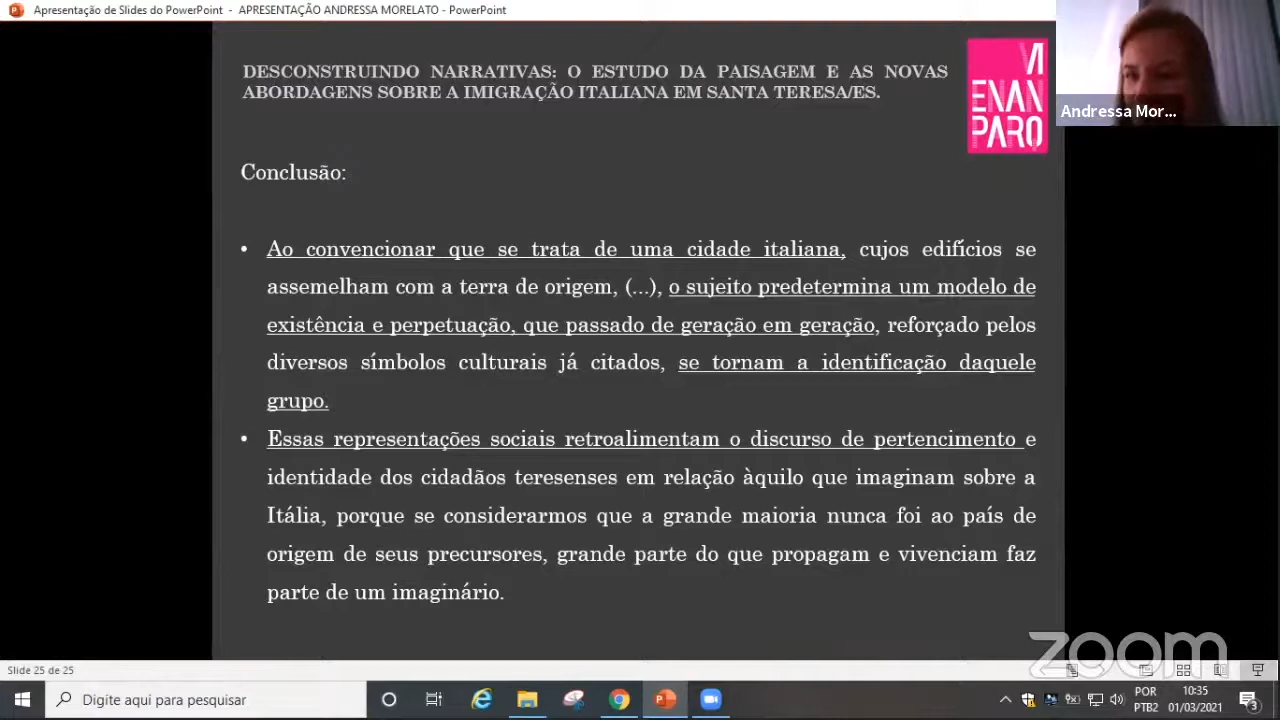 Apresentação de Slides do PowerPoint - APRESENTAÇÃO ANDRESSA MORELATO - PowerPoint
DESCONSTRUINDO NARRATIVAS: O ESTUDO DA PAISAGEM E AS NOVAS
ABORDAGENS SOBRE A IMIGRAÇÃO ITALIANA EM SANTA TERESA/ES.
VI
ENAN
PARQ
Andressa Mor...
Conclusão:
• Ao convencionar que se trata de uma cidade italiana, cujos edifícios se
assemelham com a terra de origem, (...), o sujeito predetermina um modelo de
existência e perpetuação, que passado de geração em geração, reforçado pelos
diversos símbolos culturais já citados, se tornam a identificação daquele
grupo.
• Essas representações sociais retroalimentam o discurso de pertencimento e
identidade dos cidadãos teresenses em relação àquilo que imaginam sobre a
Itália, porque se considerarmos que a grande maioria nunca foi ao país de
origem de seus precursores, grande parte do que propagam e vivenciam faz
parte de um imaginário.
zoom
Slide 25 de 25
Digite aqui para pesquisar
POR
PTB2
10:35
01/03/2021
3